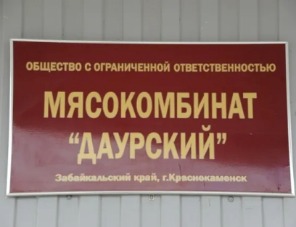 ОБЩЕСТВО С ОГРАНИЧЕННОЙ ОТВЕТСТВЕННОСТЬЮ
МЯСОКОМБИНАТ
"ДАУРСКИЙ"
Забайкальский край, г.Краснокаменск